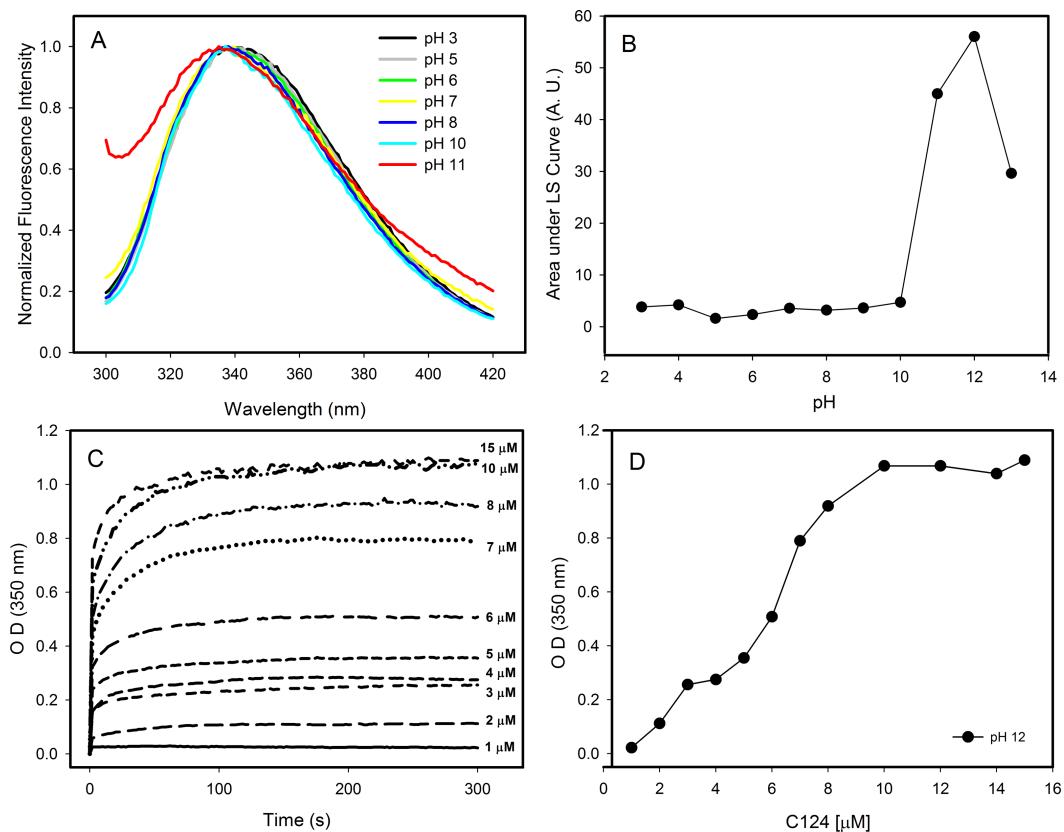 A
Normalized Fluorescence Intensity
1.0
0.8
0.6
0.4
0.2
0.0
300 320 340 360 380 400 420
Wavelength (nm)
pH 3
pH 5
pH 6
pH 7
pH 8
pH 10
pH 11
B
Area under LS Curve (A. U.)
60
50
40
30
20
10
0
2 4 6 8 10 12 14
pH
C
O D (350 nm)
1.2
1.0
0.8
0.6
0.4
0.2
0.0
0 100 200 300
Time (s)
15 μM
10 μM
8 μM
7 μM
6 μM
5 μM
4 μM
3 μM
2 μM
1 μM
D
O D (350 nm)
1.2
1.0
0.8
0.6
0.4
0.2
0.0
0 2 4 6 8 10 12 14 16
C124 [μM]
pH 12